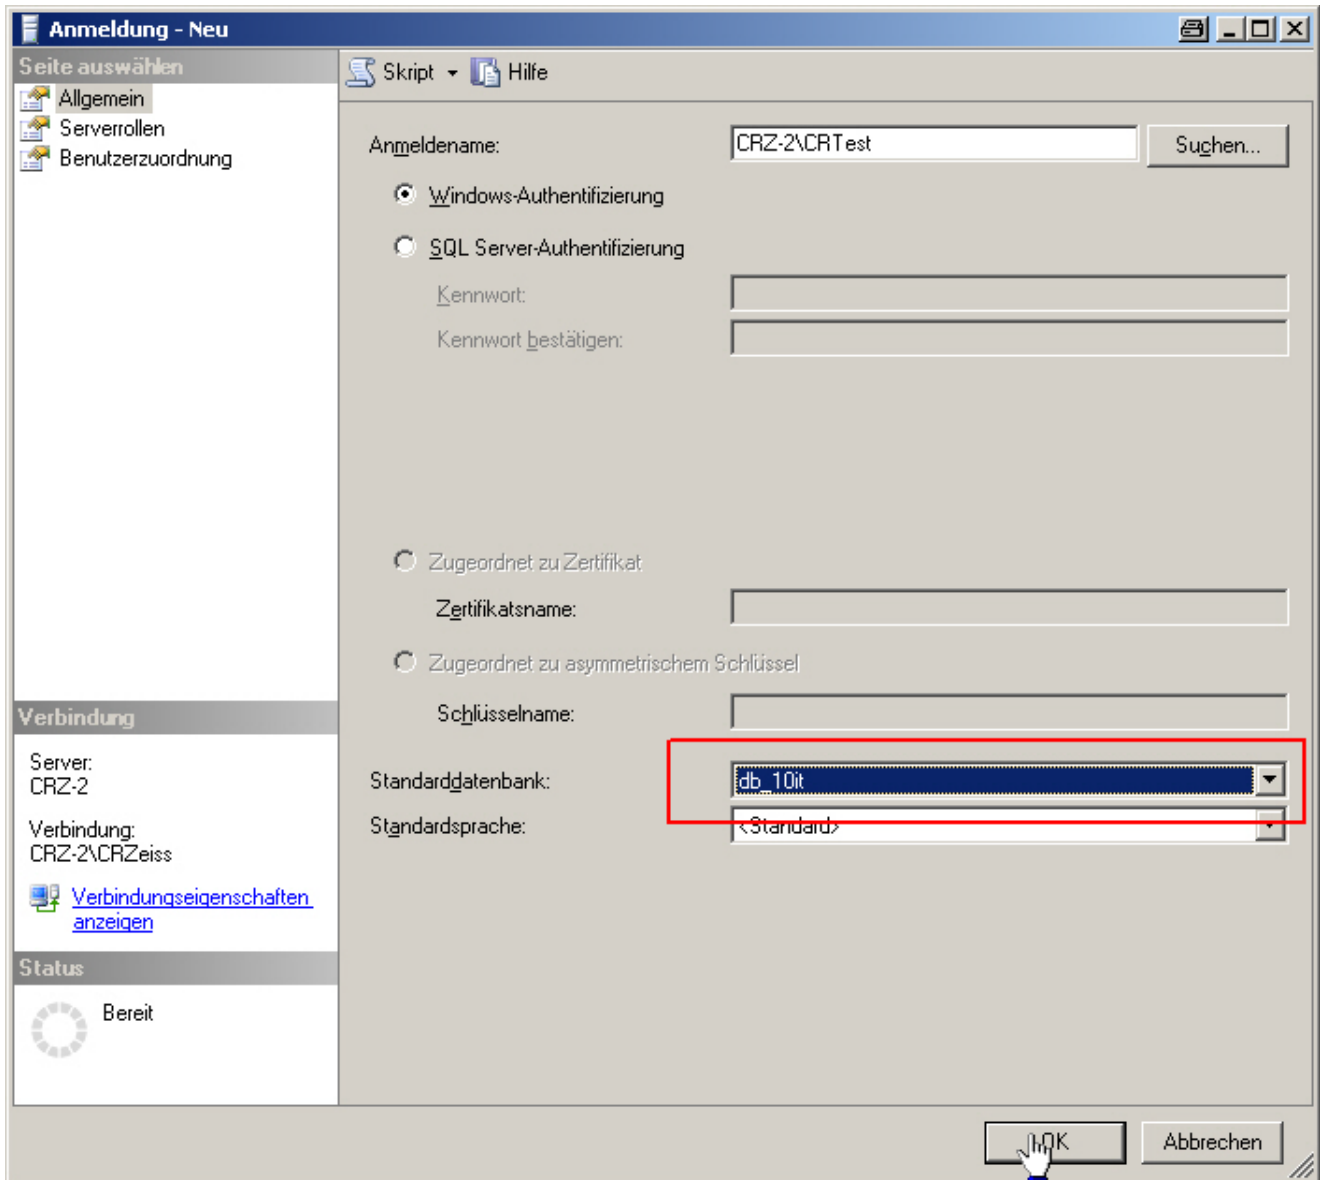 Anmeldung - Neu
Seite auswählen
Allgemein
Serverrollen
Benutzerzuordnung
Skript
Hilfe
Anmeldename:
CRZ-2\CRTest
Suchen...
Windows-Authentifizierung
SQL Server-Authentifizierung
Kennwort:
Kennwort bestätigen:
Zugeordnet zu Zertifikat
Zertifikatsname:
Zugeordnet zu asymmetrischem Schlüssel
Schlüsselname:
Standarddatenbank:
db_10it
Standardsprache:
<Standard>
Verbindung
Server:
CRZ-2
Verbindung:
CRZ-2\CRZeiss
Verbindungseigenschaften
anzeigen
Status
Bereit
OK
Abbrechen